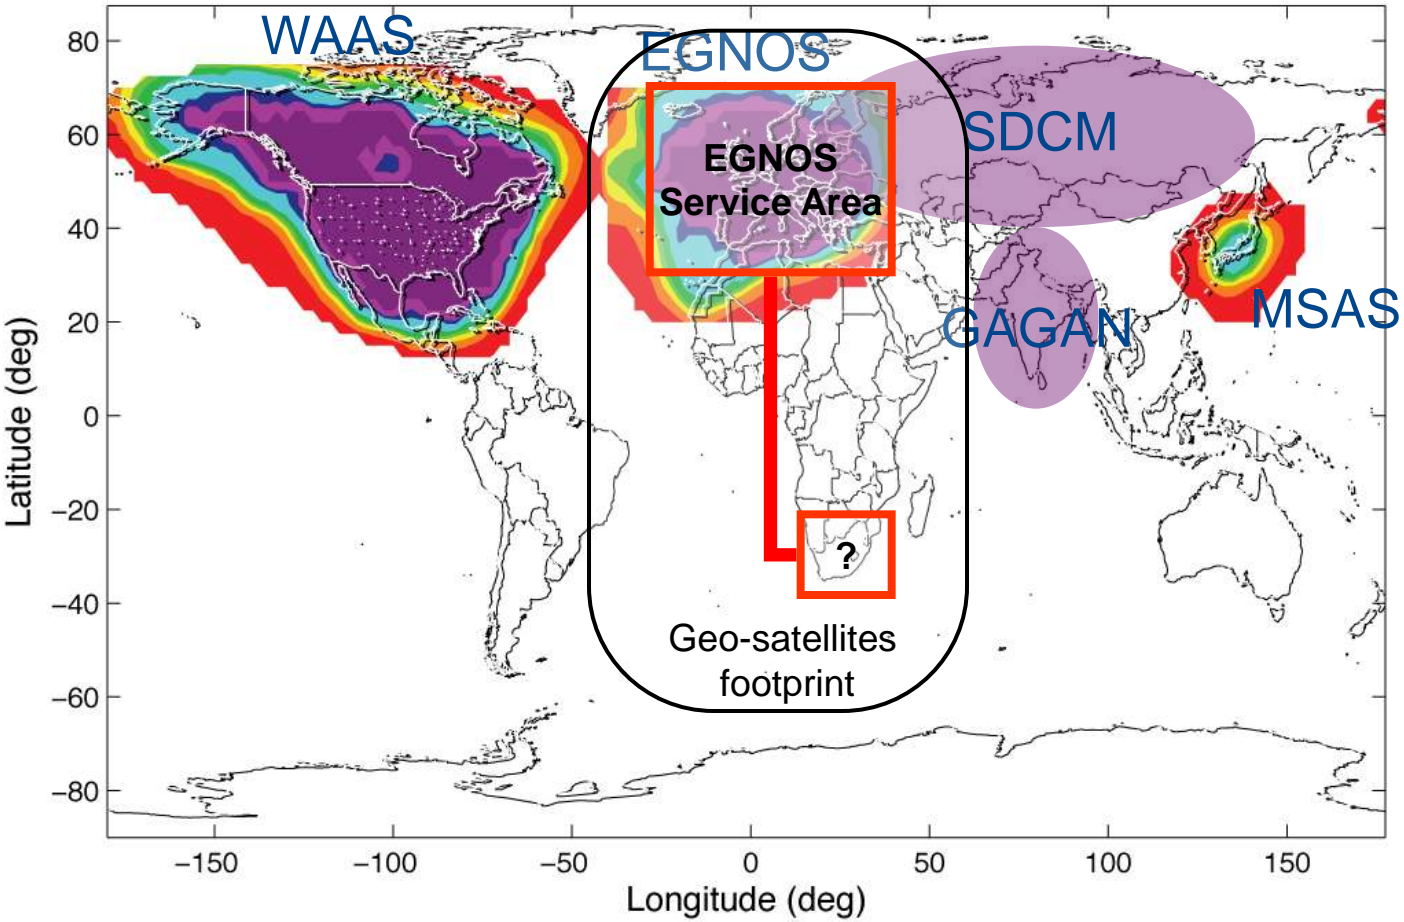 WAAS
EGNOS
SDCM
EGNOS
Service Area
GAGAN
MSAS
?
Geo-satellites
footprint
Latitude (deg)
80
60
40
20
0
−20
−40
−60
−80
−150
−100
−50
0
50
100
150
Longitude (deg)